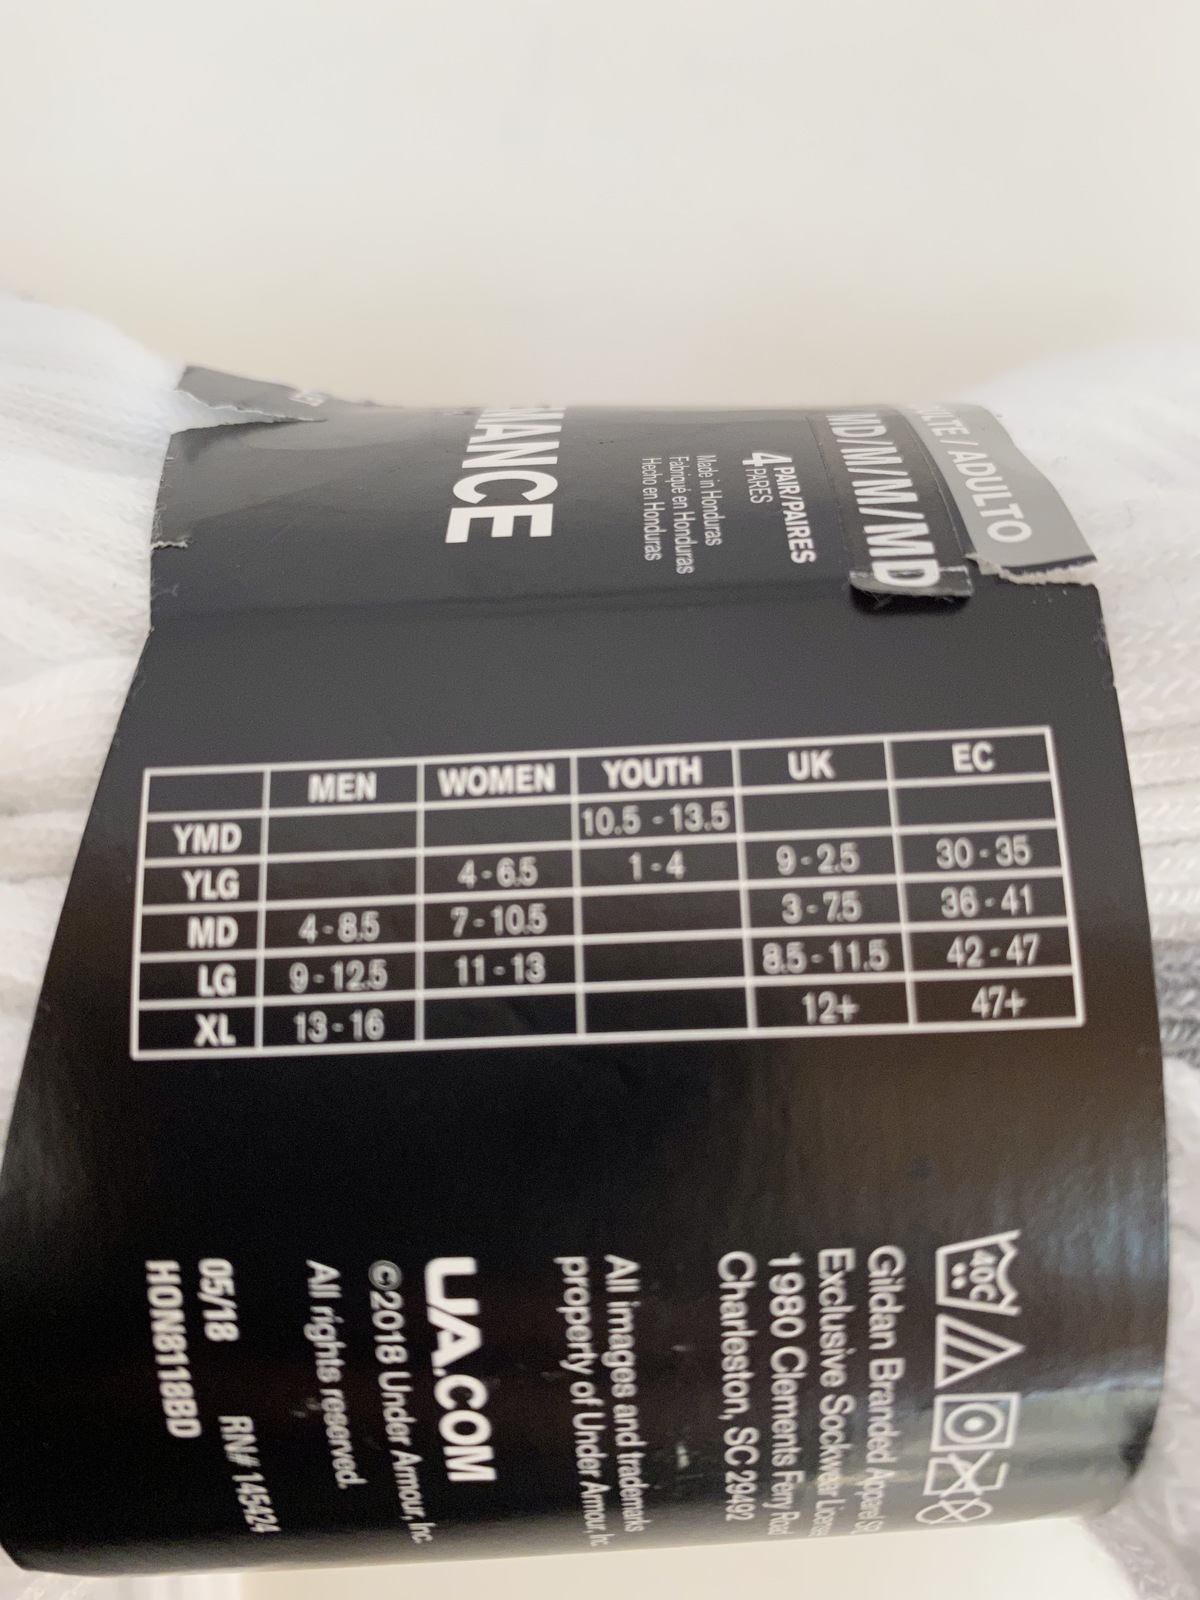 ADULTO
MD/M/M/MD
4 PAIR/PAIRES
PARES
Made in Honduras
Fabriqué en Honduras
Hecho en Honduras
MEN WOMEN YOUTH UK EC
YMD 10.5 - 13.5
YLG 4 - 6.5 1 - 4 9 - 2.5 30 - 35
MD 4 - 8.5 7 - 10.5 3 - 7.5 36 - 41
LG 9 - 12.5 11 - 13 8.5 - 11.5 42 - 47
XL 13 - 16 12+ 47+
40C
Gildan Branded Apparel
Exclusive Sockwear
1980 Clements Ferry Road
Charleston, SC 29492
All images and trademarks
property of Under Armour, Inc
UA.COM
©2018 Under Armour, Inc.
All rights reserved.
05/18 RN# 14524
HON8118BD